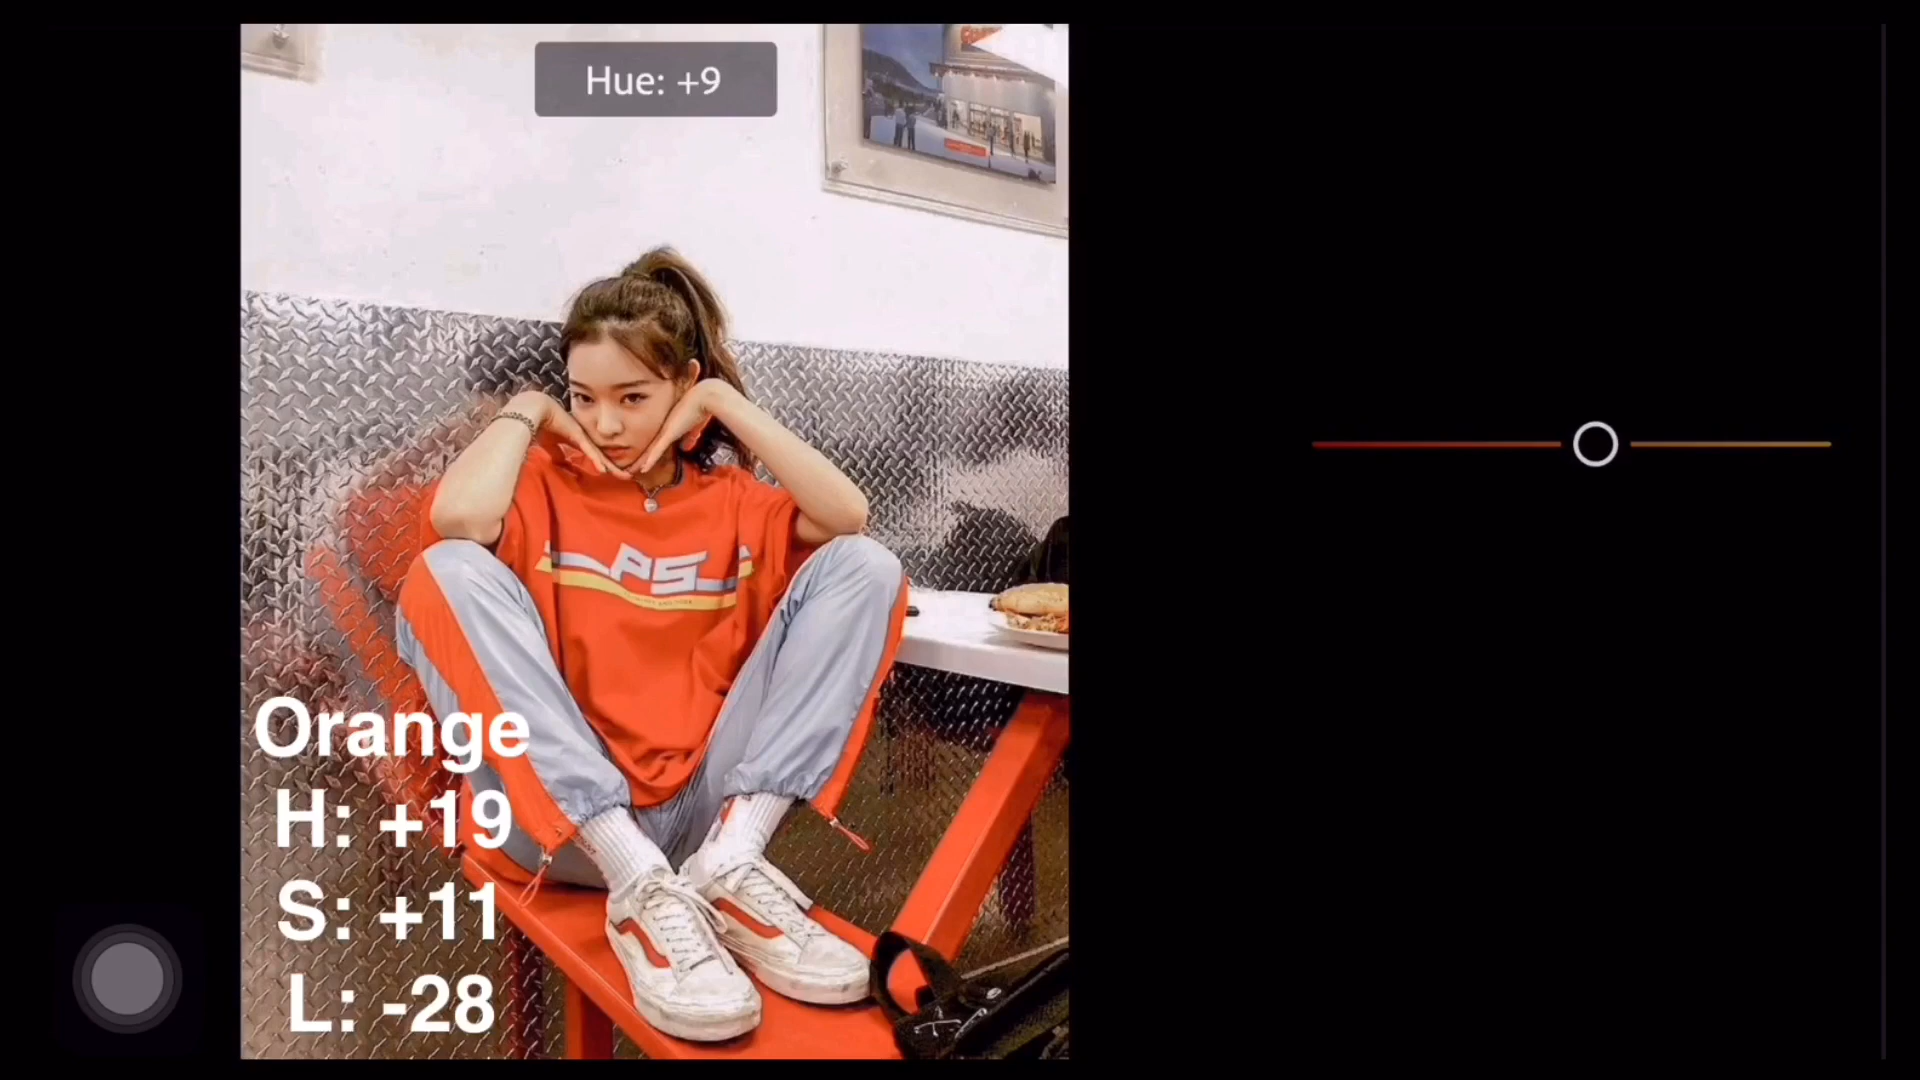 Hue: +9
PS
Orange
H: +19
S: +11
L: -28